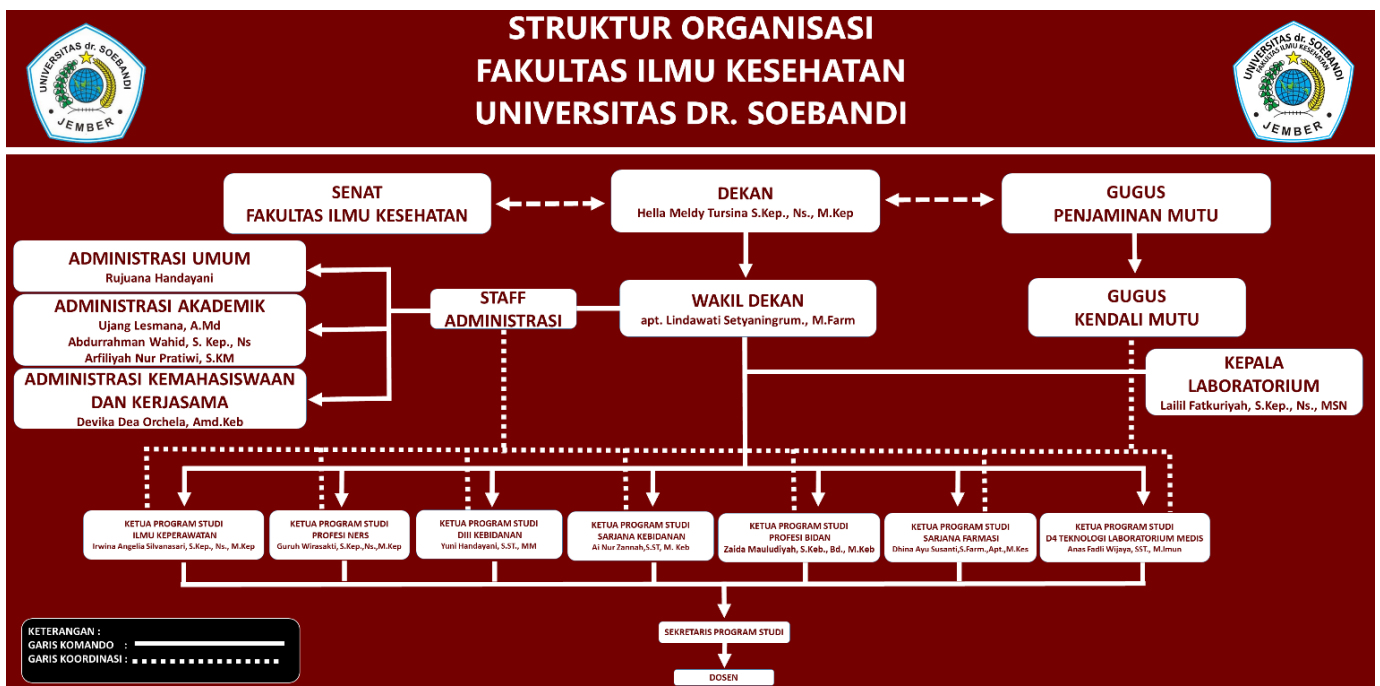 STRUKTUR ORGANISASI
FAKULTAS ILMU KESEHATAN
UNIVERSITAS DR. SOEBANDI
UNIVERSITAS dr. SOEBANDI
JEMBER
UNIVERSITAS dr. SOEBANDI
FAKULTAS ILMU KESEHATAN
JEMBER
SENAT
FAKULTAS ILMU KESEHATAN
DEKAN
Hella Meldy Tursina S.Kep., Ns., M.Kep
GUGUS
PENJAMINAN MUTU
ADMINISTRASI UMUM
Rujuana Handayani
ADMINISTRASI AKADEMIK
Ujang Lesmana, A.Md
Abdurrahman Wahid, S. Kep., Ns
Arfiliyah Nur Pratiwi, S.KM
ADMINISTRASI KEMAHASISWAAN
DAN KERJASAMA
Devika Dea Orchela, Amd.Keb
STAFF
ADMINISTRASI
WAKIL DEKAN
apt. Lindawati Setyaningrum., M.Farm
GUGUS
KENDALI MUTU
KEPALA
LABORATORIUM
Lailil Fatkuriyah, S.Kep., Ns., MSN
KETUA PROGRAM STUDI
ILMU KEPERAWATAN
Irwina Angelia Silvanasari, S.Kep., Ns., M.Kep
KETUA PROGRAM STUDI
PROFESI NERS
Guruh Wirasakti, S.Kep,Ns.,M.Kep
KETUA PROGRAM STUDI
DIII KEBIDANAN
Yuni Handayani, S.ST., MM
KETUA PROGRAM STUDI
SARJANA KEBIDANAN
Ai Nur Zannah,S.ST, M. Keb
KETUA PROGRAM STUDI
PROFESI BIDAN
Zaida Mauludiyah, S.Keb., Bd., M.Keb
KETUA PROGRAM STUDI
SARJANA FARMASI
Dhina Ayu Susanti,S.Farm.,Apt.,M.Kes
KETUA PROGRAM STUDI
D4 TEKNOLOGI LABORATORIUM MEDIS
Anas Fadli Wijaya, SST., M.Imun
SEKRETARIS PROGRAM STUDI
DOSEN
KETERANGAN :
GARIS KOMANDO :
GARIS KOORDINASI :